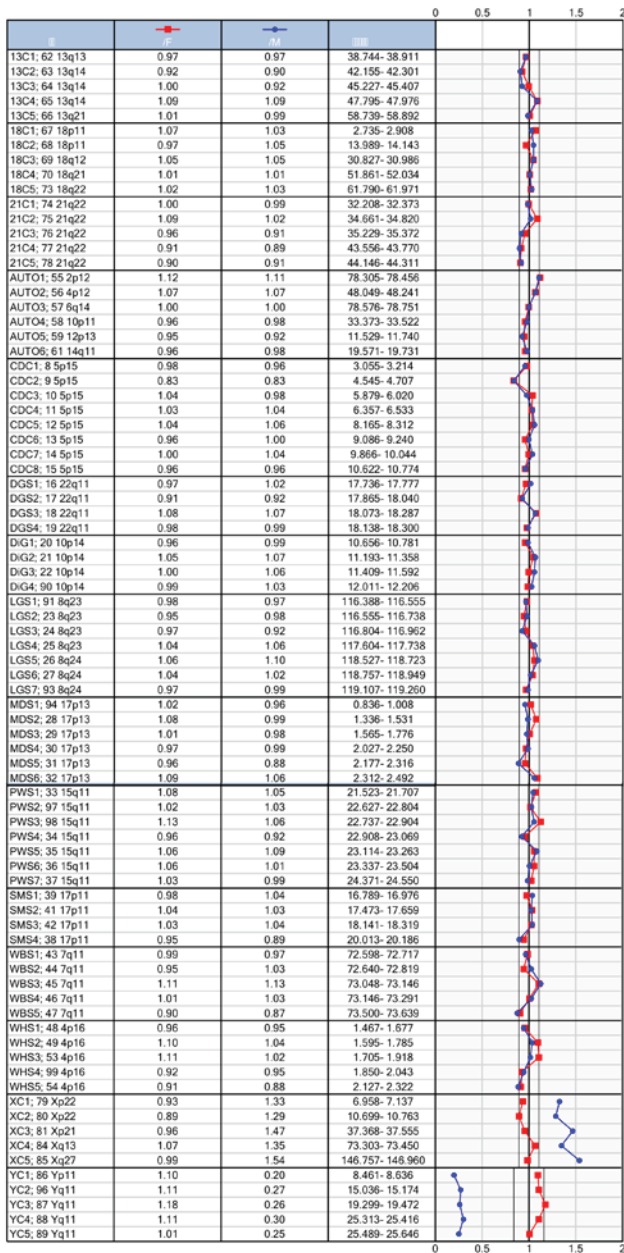 0 0.5 1 1.5 2
/F /M
13C1; 62 13q13 0.97 0.97 38.744- 38.911
13C2; 63 13q14 0.92 0.90 42.155- 42.301
13C3; 64 13q14 1.00 0.92 45.227- 45.407
13C4; 65 13q14 1.09 1.09 47.795- 47.976
13C5; 66 13q21 1.01 0.99 58.739- 58.892
18C1; 67 18p11 1.07 1.03 2.735- 2.908
18C2; 68 18p11 0.97 1.05 13.989- 14.143
18C3; 69 18q12 1.05 1.05 30.827- 30.986
18C4; 70 18q21 1.01 1.01 51.861- 52.034
18C5; 73 18q22 1.02 1.03 61.790- 61.971
21C1; 74 21q22 1.00 0.99 32.208- 32.373
21C2; 75 21q22 1.09 1.02 34.661- 34.820
21C3; 76 21q22 0.96 0.91 35.229- 35.372
21C4; 77 21q22 0.91 0.89 43.556- 43.770
21C5; 78 21q22 0.90 0.91 44.146- 44.311
AUTO1; 55 2p12 1.12 1.11 78.305- 78.456
AUTO2; 56 4p12 1.07 1.07 48.049- 48.241
AUTO3; 57 6q14 1.00 1.00 78.576- 78.751
AUTO4; 58 10p11 0.96 0.98 33.373- 33.522
AUTO5; 59 12p13 0.95 0.92 11.529- 11.740
AUTO6; 61 14q11 0.96 0.98 19.571- 19.731
CDC1; 8 5p15 0.98 0.96 3.055- 3.214
CDC2; 9 5p15 0.83 0.83 4.545- 4.707
CDC3; 10 5p15 1.04 0.98 5.879- 6.020
CDC4; 11 5p15 1.03 1.04 6.357- 6.533
CDC5; 12 5p15 1.04 1.06 8.165- 8.312
CDC6; 13 5p15 0.96 1.00 9.086- 9.240
CDC7; 14 5p15 1.00 1.04 9.866- 10.044
CDC8; 15 5p15 0.96 0.96 10.622- 10.774
DGS1; 16 22q11 0.97 1.02 17.736- 17.777
DGS2; 17 22q11 0.91 0.92 17.865- 18.040
DGS3; 18 22q11 1.08 1.07 18.073- 18.287
DGS4; 19 22q11 0.98 0.99 18.138- 18.300
DiG1; 20 10p14 0.96 0.99 10.656- 10.781
DiG2; 21 10p14 1.05 1.07 11.193- 11.358
DiG3; 22 10p14 1.00 1.06 11.409- 11.592
DiG4; 90 10p14 0.99 1.03 12.011- 12.206
LGS1; 91 8q23 0.98 0.97 116.388- 116.555
LGS2; 23 8q23 0.95 0.98 116.555- 116.738
LGS3; 24 8q23 0.97 0.92 116.804- 116.962
LGS4; 25 8q23 1.04 1.06 117.604- 117.738
LGS5; 26 8q24 1.06 1.10 118.527- 118.723
LGS6; 27 8q24 1.04 1.02 118.757- 118.949
LGS7; 93 8q24 0.97 0.99 119.107- 119.260
MDS1; 94 17p13 1.02 0.96 0.836- 1.008
MDS2; 28 17p13 1.08 0.99 1.336- 1.531
MDS3; 29 17p13 1.01 0.98 1.565- 1.776
MDS4; 30 17p13 0.97 0.99 2.027- 2.250
MDS5; 31 17p13 0.96 0.88 2.177- 2.316
MDS6; 32 17p13 1.09 1.06 2.312- 2.492
PWS1; 33 15q11 1.08 1.05 21.523- 21.707
PWS2; 97 15q11 1.02 1.03 22.627- 22.804
PWS3; 98 15q11 1.13 1.06 22.737- 22.904
PWS4; 34 15q11 0.96 0.92 22.908- 23.069
PWS5; 35 15q11 1.06 1.09 23.114- 23.263
PWS6; 36 15q11 1.06 1.01 23.337- 23.504
PWS7; 37 15q11 1.03 0.99 24.371- 24.550
SMS1; 39 17p11 0.98 1.04 16.789- 16.976
SMS2; 41 17p11 1.04 1.03 17.473- 17.659
SMS3; 42 17p11 1.03 1.04 18.141- 18.319
SMS4; 38 17p11 0.95 0.89 20.013- 20.186
WBS1; 43 7q11 0.99 0.97 72.598- 72.717
WBS2; 44 7q11 0.95 1.03 72.640- 72.819
WBS3; 45 7q11 1.11 1.13 73.048- 73.146
WBS4; 46 7q11 1.01 1.03 73.146- 73.291
WBS5; 47 7q11 0.90 0.87 73.500- 73.639
WHS1; 48 4p16 0.96 0.95 1.467- 1.677
WHS2; 49 4p16 1.10 1.04 1.595- 1.785
WHS3; 53 4p16 1.11 1.02 1.705- 1.918
WHS4; 99 4p16 0.92 0.95 1.850- 2.043
WHS5; 54 4p16 0.91 0.88 2.127- 2.322
XC1; 79 Xp22 0.93 1.33 6.958- 7.137
XC2; 80 Xp22 0.89 1.29 10.699- 10.763
XC3; 81 Xp21 0.96 1.47 37.368- 37.555
XC4; 84 Xq13 1.07 1.35 73.303- 73.450
XC5; 85 Xq27 0.99 1.54 146.757- 146.960
YC1; 86 Yp11 1.10 0.20 8.461- 8.636
YC2; 96 Yq11 1.11 0.27 15.036- 15.174
YC3; 87 Yq11 1.18 0.26 19.299- 19.472
YC4; 88 Yq11 1.11 0.30 25.313- 25.416
YC5; 89 Yq11 1.01 0.25 25.489- 25.646
0 0.5 1 1.5 2